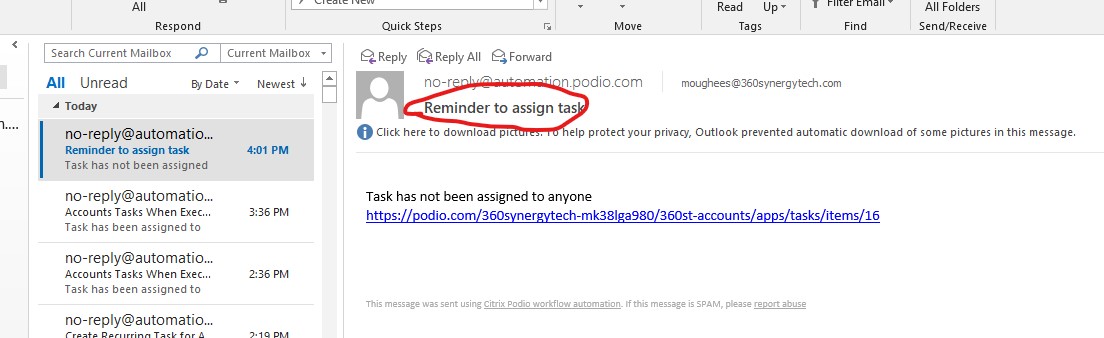 All
Create New
Read
Up
Filter Email
All Folders
Respond
Quick Steps
Move
Find
Send/Receive
Search Current Mailbox
Current Mailbox
All Unread
By Date
Newest
Today
no-reply@automatio...
Reminder to assign task 4:01 PM
Task has not been assigned
no-reply@automatio...
Accounts Tasks When Exec... 3:36 PM
Task has been assigned to
no-reply@automatio...
Accounts Tasks When Exec... 2:36 PM
Task has been assigned to
no-reply@automatio...
Create Recurring Task for A 2:19 PM
Reply Reply All Forward
no-reply@automation.podio.com
moughees@360synergytech.com
Reminder to assign task
Click here to download pictures. To help protect your privacy, Outlook prevented automatic download of some pictures in this message.
Task has not been assigned to anyone
https://podio.com/360synergytech-mk38lga980/360st-accounts/apps/tasks/items/16
This message was sent using Citrix Podio workflow automation. If this message is SPAM, please report abuse